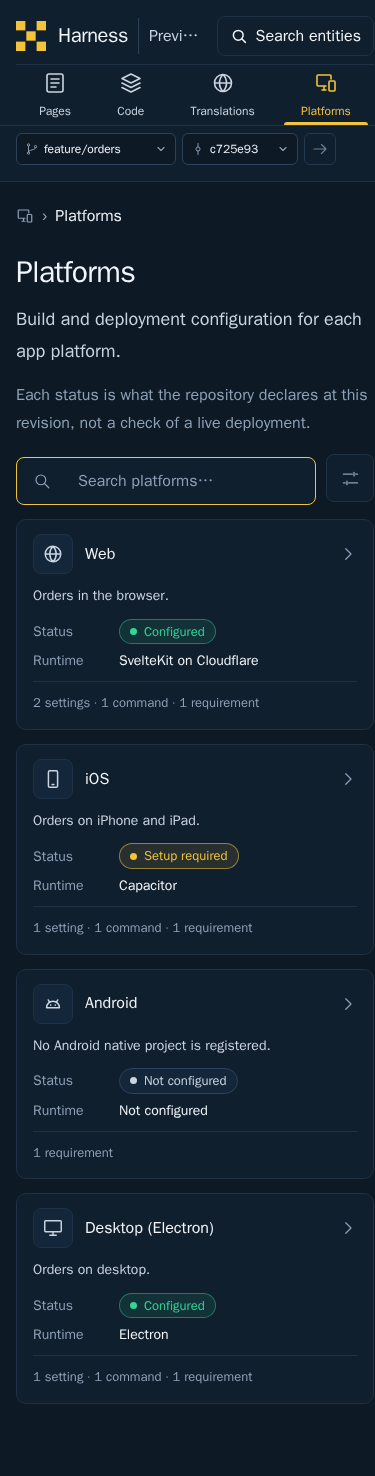 Harness
Previ···
Search entities
Pages
Code
Translations
Platforms
feature/orders
c725e93
› Platforms
Platforms
Build and deployment configuration for each
app platform.
Each status is what the repository declares at this
revision, not a check of a live deployment.
Search platforms···
Web
Orders in the browser.
Status Configured
Runtime SvelteKit on Cloudflare
2 settings · 1 command · 1 requirement
iOS
Orders on iPhone and iPad.
Status Setup required
Runtime Capacitor
1 setting · 1 command · 1 requirement
Android
No Android native project is registered.
Status Not configured
Runtime Not configured
1 requirement
Desktop (Electron)
Orders on desktop.
Status Configured
Runtime Electron
1 setting · 1 command · 1 requirement